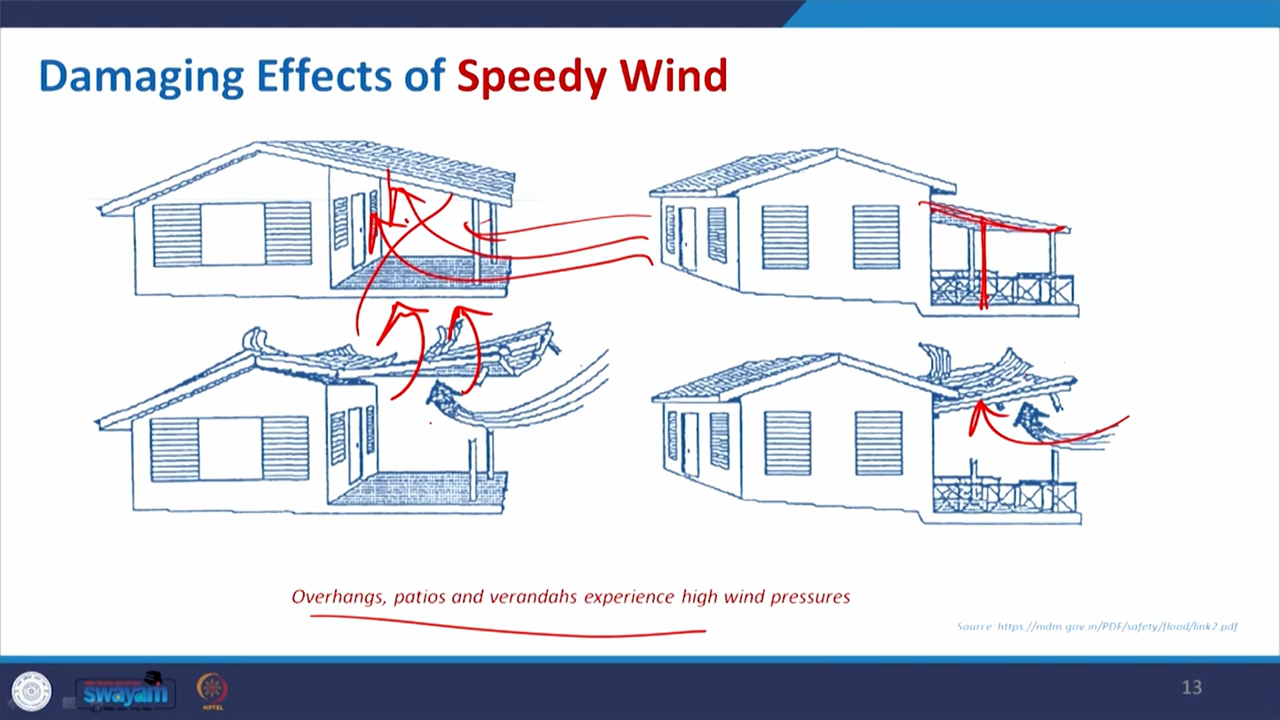 Damaging Effects of Speedy Wind
Overhangs, patios and verandahs experience high wind pressures
Source: https://nidm.gov.in/PDF/safety/flood/link2.pdf
swayam
NPTEL
13